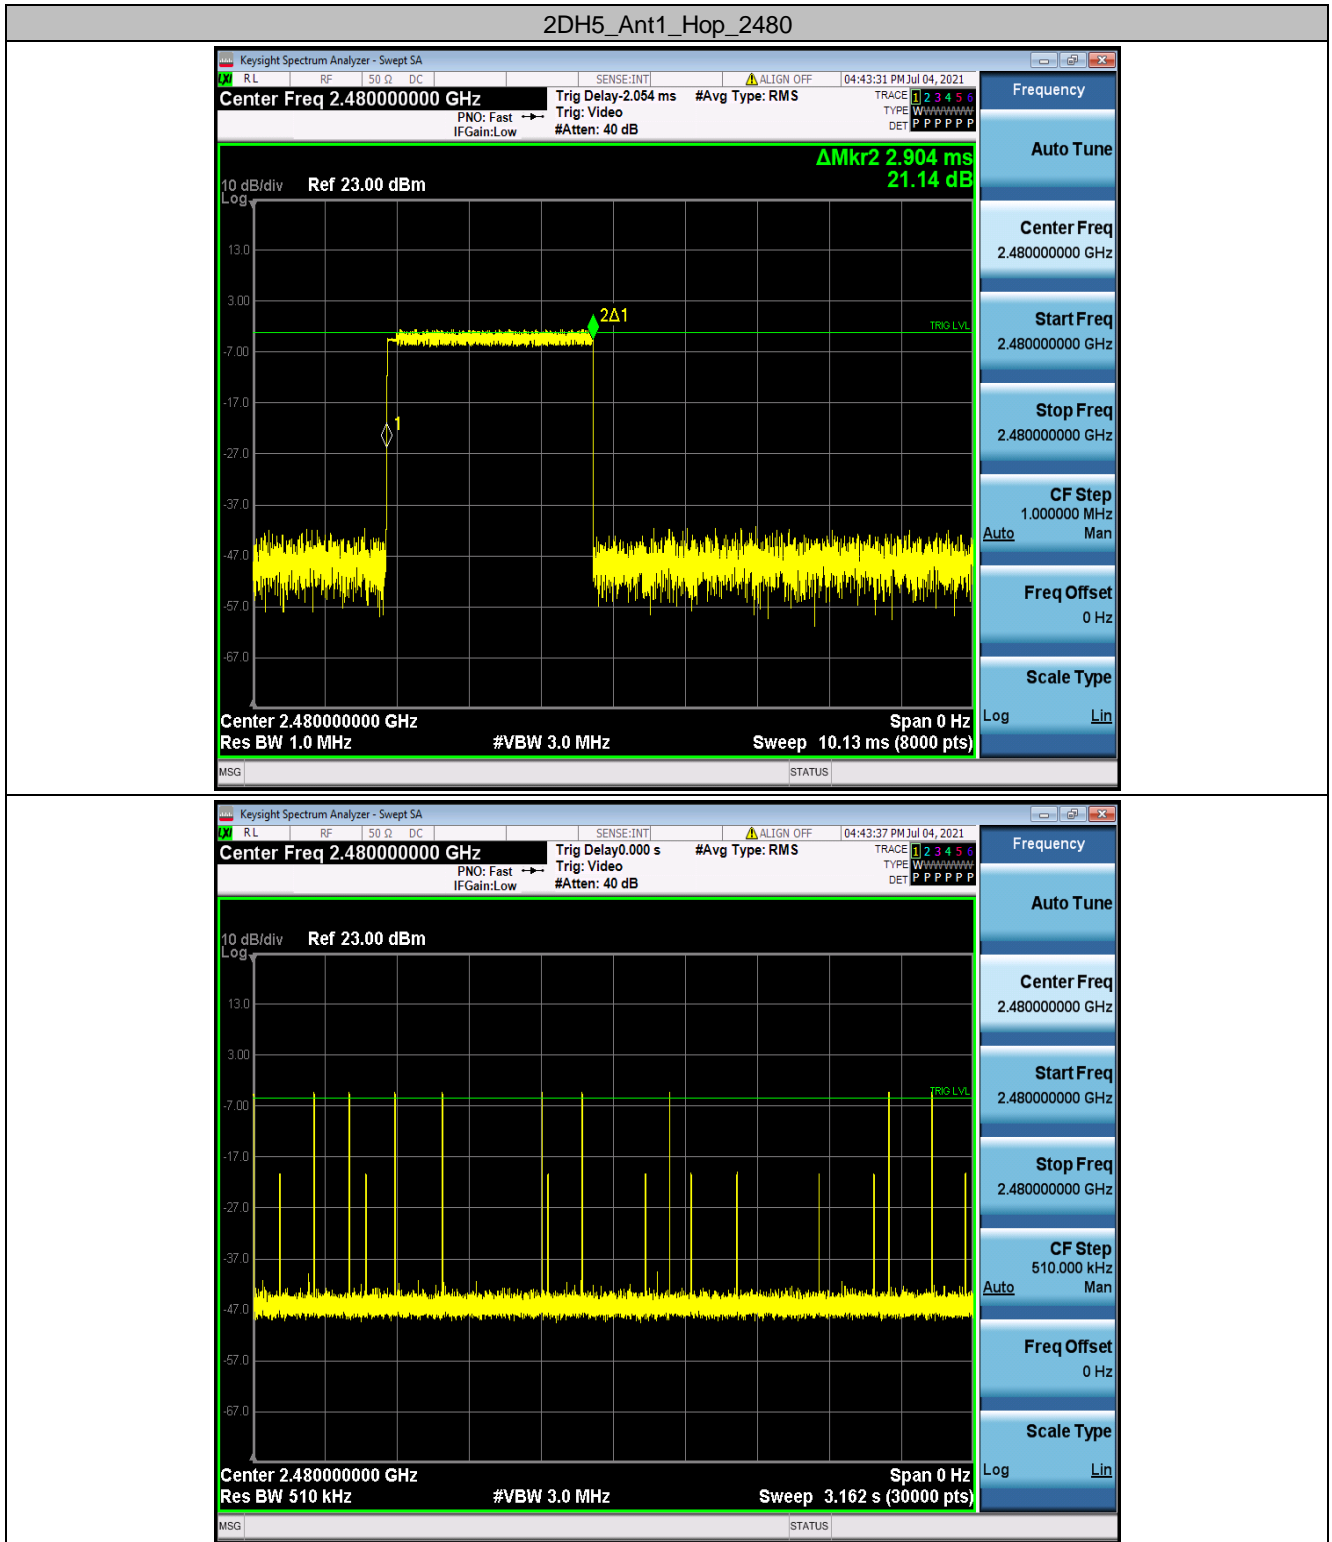 2DH5_Ant1_Hop_2480
Keysight Spectrum Analyzer - Swept SA
LXI RL RF 50 Ω DC SENSE:INT ALIGN OFF 04:43:31 PM Jul 04, 2021
Center Freq 2.480000000 GHz Trig Delay-2.054 ms #Avg Type: RMS TRACE 1 2 3 4 5 6
PNO: Fast Trig: Video TYPE WWWWWW
IFGain:Low #Atten: 40 dB DET P P P P P P
ΔMkr2 2.904 ms
21.14 dB
10 dB/div Ref 23.00 dBm
Log
13.0
3.00
-7.00
-17.0
-27.0
-37.0
-47.0
-57.0
-67.0
2Δ1
TRIG LVL
1
Center 2.480000000 GHz Span 0 Hz
Res BW 1.0 MHz #VBW 3.0 MHz Sweep 10.13 ms (8000 pts)
MSG STATUS
Frequency
Auto Tune
Center Freq
2.480000000 GHz
Start Freq
2.480000000 GHz
Stop Freq
2.480000000 GHz
CF Step
1.000000 MHz
Auto Man
Freq Offset
0 Hz
Scale Type
Log Lin
Keysight Spectrum Analyzer - Swept SA
LXI RL RF 50 Ω DC SENSE:INT ALIGN OFF 04:43:37 PM Jul 04, 2021
Center Freq 2.480000000 GHz Trig Delay0.000 s #Avg Type: RMS TRACE 1 2 3 4 5 6
PNO: Fast Trig: Video TYPE WWWWWW
IFGain:Low #Atten: 40 dB DET P P P P P P
10 dB/div Ref 23.00 dBm
Log
13.0
3.00
-7.00
-17.0
-27.0
-37.0
-47.0
-57.0
-67.0
TRIG LVL
Center 2.480000000 GHz Span 0 Hz
Res BW 510 kHz #VBW 3.0 MHz Sweep 3.162 s (30000 pts)
MSG STATUS
Frequency
Auto Tune
Center Freq
2.480000000 GHz
Start Freq
2.480000000 GHz
Stop Freq
2.480000000 GHz
CF Step
510.000 kHz
Auto Man
Freq Offset
0 Hz
Scale Type
Log Lin